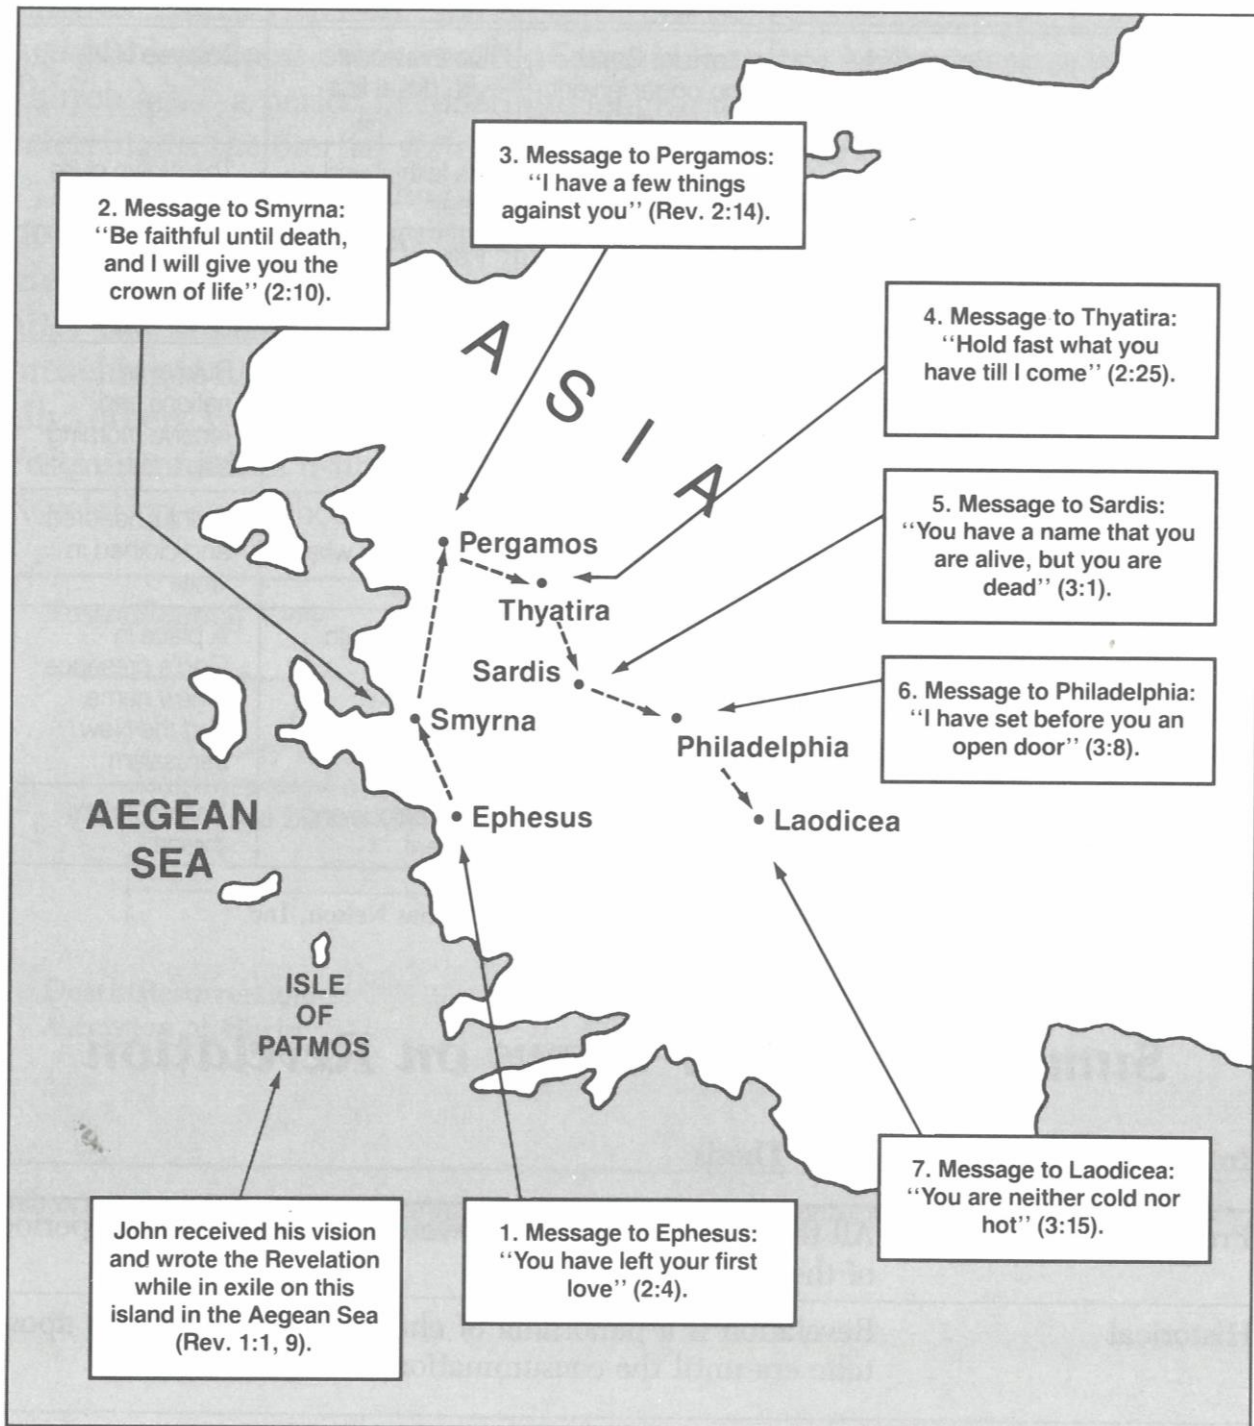 3. Message to Pergamos:
‘‘I have a few things
against you’’ (Rev. 2:14).
2. Message to Smyrna:
‘‘Be faithful until death,
and I will give you the
crown of life’’ (2:10).
4. Message to Thyatira:
‘‘Hold fast what you
have till I come’’ (2:25).
ASIA
5. Message to Sardis:
‘‘You have a name that you
are alive, but you are
dead’’ (3:1).
Pergamos
Thyatira
Sardis
6. Message to Philadelphia:
‘‘I have set before you an
open door’’ (3:8).
Smyrna
Philadelphia
AEGEAN
SEA
Ephesus
Laodicea
ISLE
OF
PATMOS
7. Message to Laodicea:
‘‘You are neither cold nor
hot’’ (3:15).
John received his vision
and wrote the Revelation
while in exile on this
island in the Aegean Sea
(Rev. 1:1, 9).
1. Message to Ephesus:
‘‘You have left your first
love’’ (2:4).